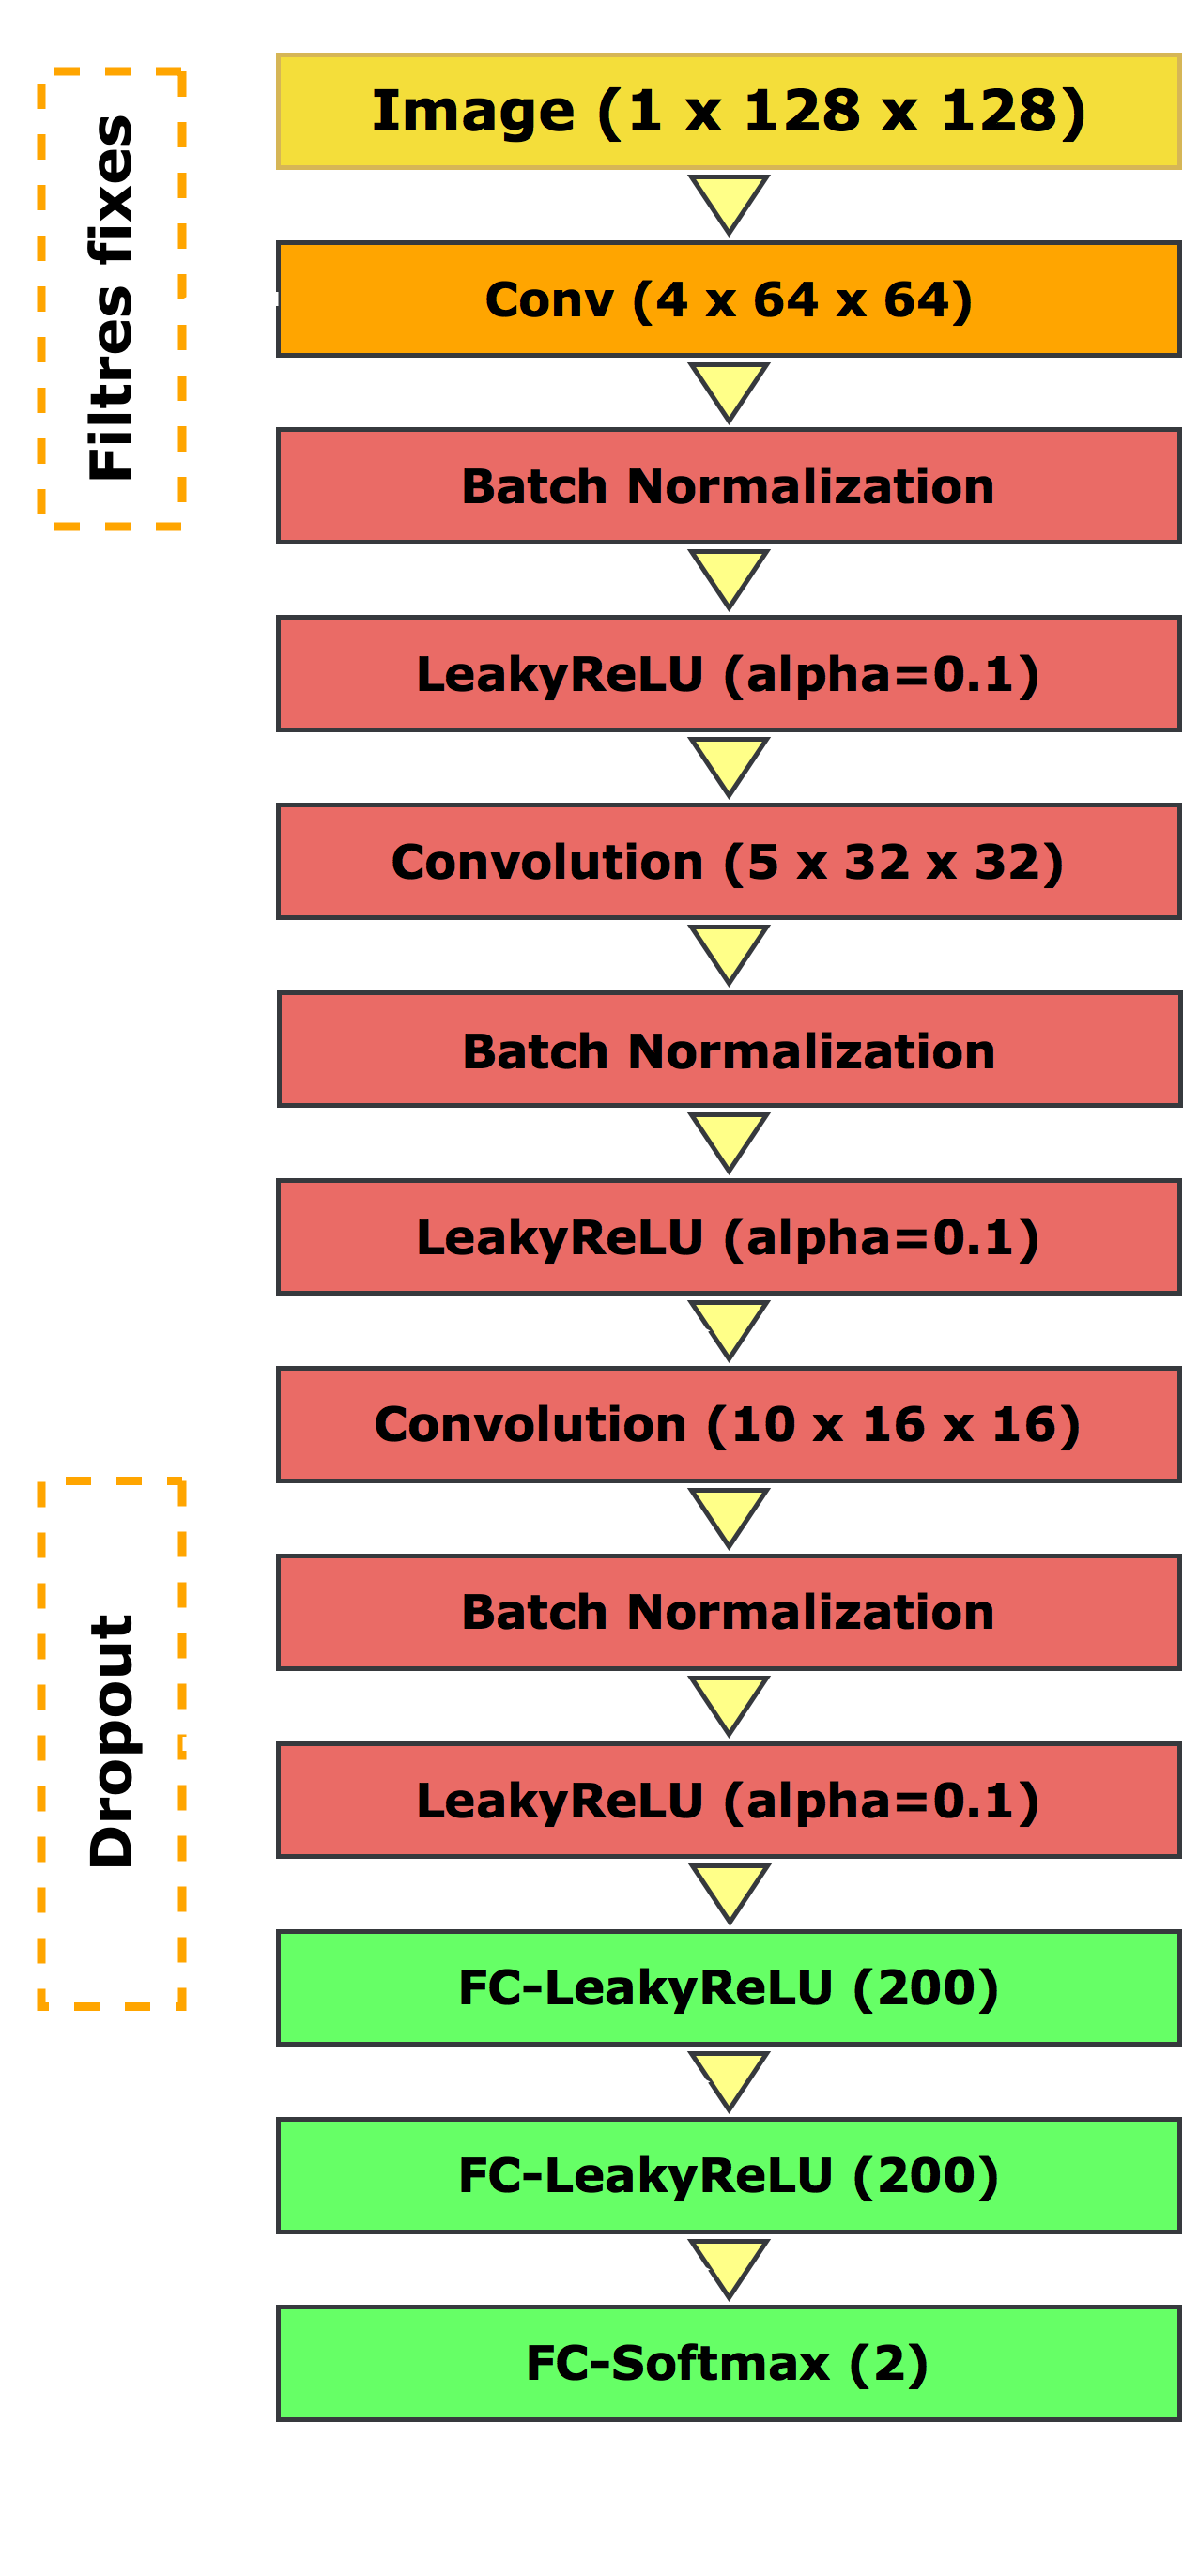 Filtres fixes
Image (1 x 128 x 128)
Conv (4 x 64 x 64)
Batch Normalization
LeakyReLU (alpha=0.1)
Convolution (5 x 32 x 32)
Batch Normalization
LeakyReLU (alpha=0.1)
Convolution (10 x 16 x 16)
Dropout
Batch Normalization
LeakyReLU (alpha=0.1)
FC-LeakyReLU (200)
FC-LeakyReLU (200)
FC-Softmax (2)